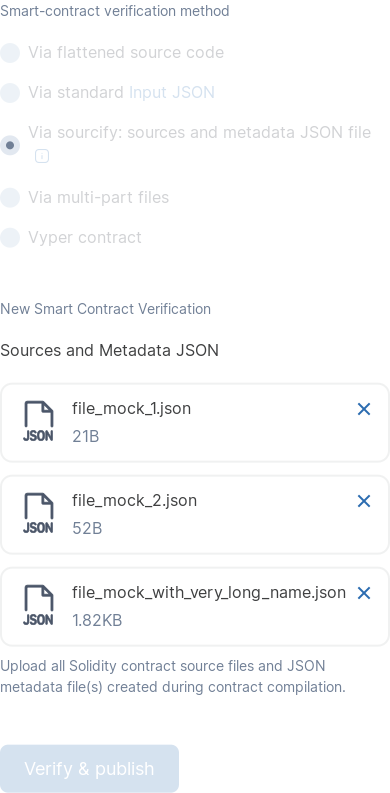 Smart-contract verification method
Via flattened source code
Via standard Input JSON
Via sourcify: sources and metadata JSON file
Via multi-part files
Vyper contract
New Smart Contract Verification
Sources and Metadata JSON
file_mock_1.json
JSON
21B
file_mock_2.json
JSON
52B
file_mock_with_very_long_name.json
JSON
1.82KB
Upload all Solidity contract source files and JSON
metadata file(s) created during contract compilation.
Verify & publish